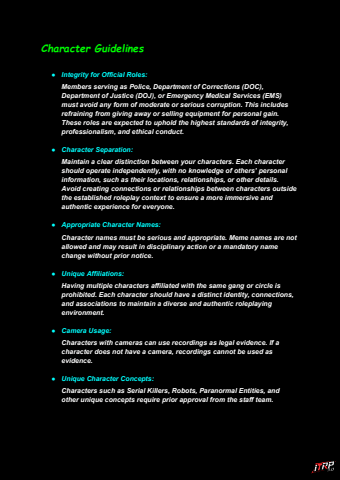 Character Guidelines
● Integrity for Official Roles:
Members serving as Police, Department of Corrections (DOC),
Department of Justice (DOJ), or Emergency Medical Services (EMS)
must avoid any form of moderate or serious corruption. This includes
refraining from giving away or selling equipment for personal gain.
These roles are expected to uphold the highest standards of integrity,
professionalism, and ethical conduct.
● Character Separation:
Maintain a clear distinction between your characters. Each character
should operate independently, with no knowledge of others' personal
information, such as their locations, relationships, or other details.
Avoid creating connections or relationships between characters outside
the established roleplay context to ensure a more immersive and
authentic experience for everyone.
● Appropriate Character Names:
Character names must be serious and appropriate. Meme names are not
allowed and may result in disciplinary action or a mandatory name
change without prior notice.
● Unique Affiliations:
Having multiple characters affiliated with the same gang or circle is
prohibited. Each character should have a distinct identity, connections,
and associations to maintain a diverse and authentic roleplaying
environment.
● Camera Usage:
Characters with cameras can use recordings as legal evidence. If a
character does not have a camera, recordings cannot be used as
evidence.
● Unique Character Concepts:
Characters such as Serial Killers, Robots, Paranormal Entities, and
other unique concepts require prior approval from the staff team.
iTRP